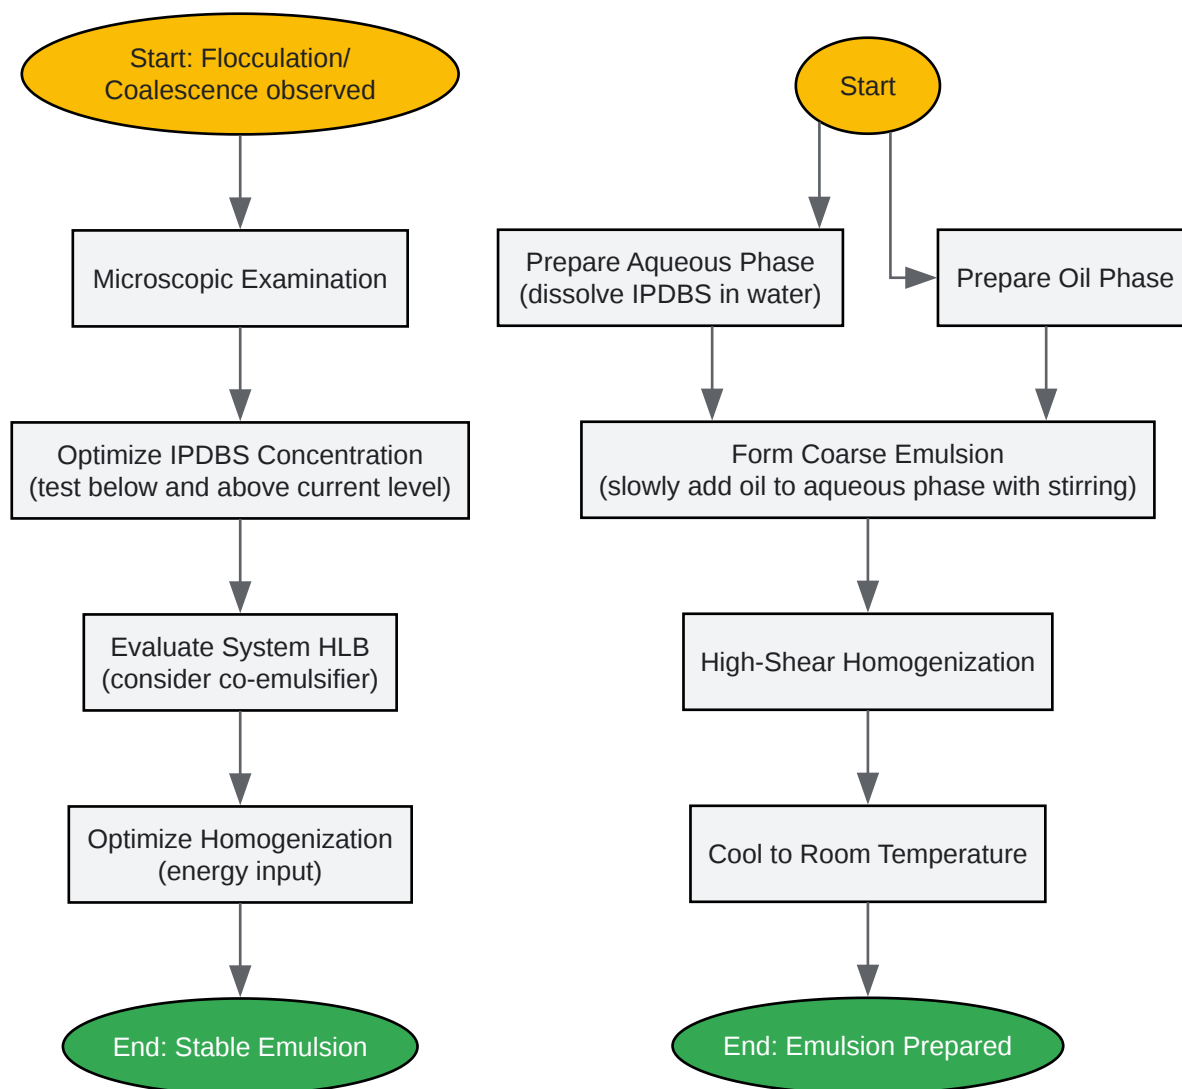 Start: Flocculation/
Coalescence observed
Microscopic Examination
Optimize IPDBS Concentration
(test below and above current level)
Evaluate System HLB
(consider co-emulsifier)
Optimize Homogenization
(energy input)
End: Stable Emulsion
Start
Prepare Aqueous Phase
(dissolve IPDBS in water)
Prepare Oil Phase
Form Coarse Emulsion
(slowly add oil to aqueous phase with stirring)
High-Shear Homogenization
Cool to Room Temperature
End: Emulsion Prepared